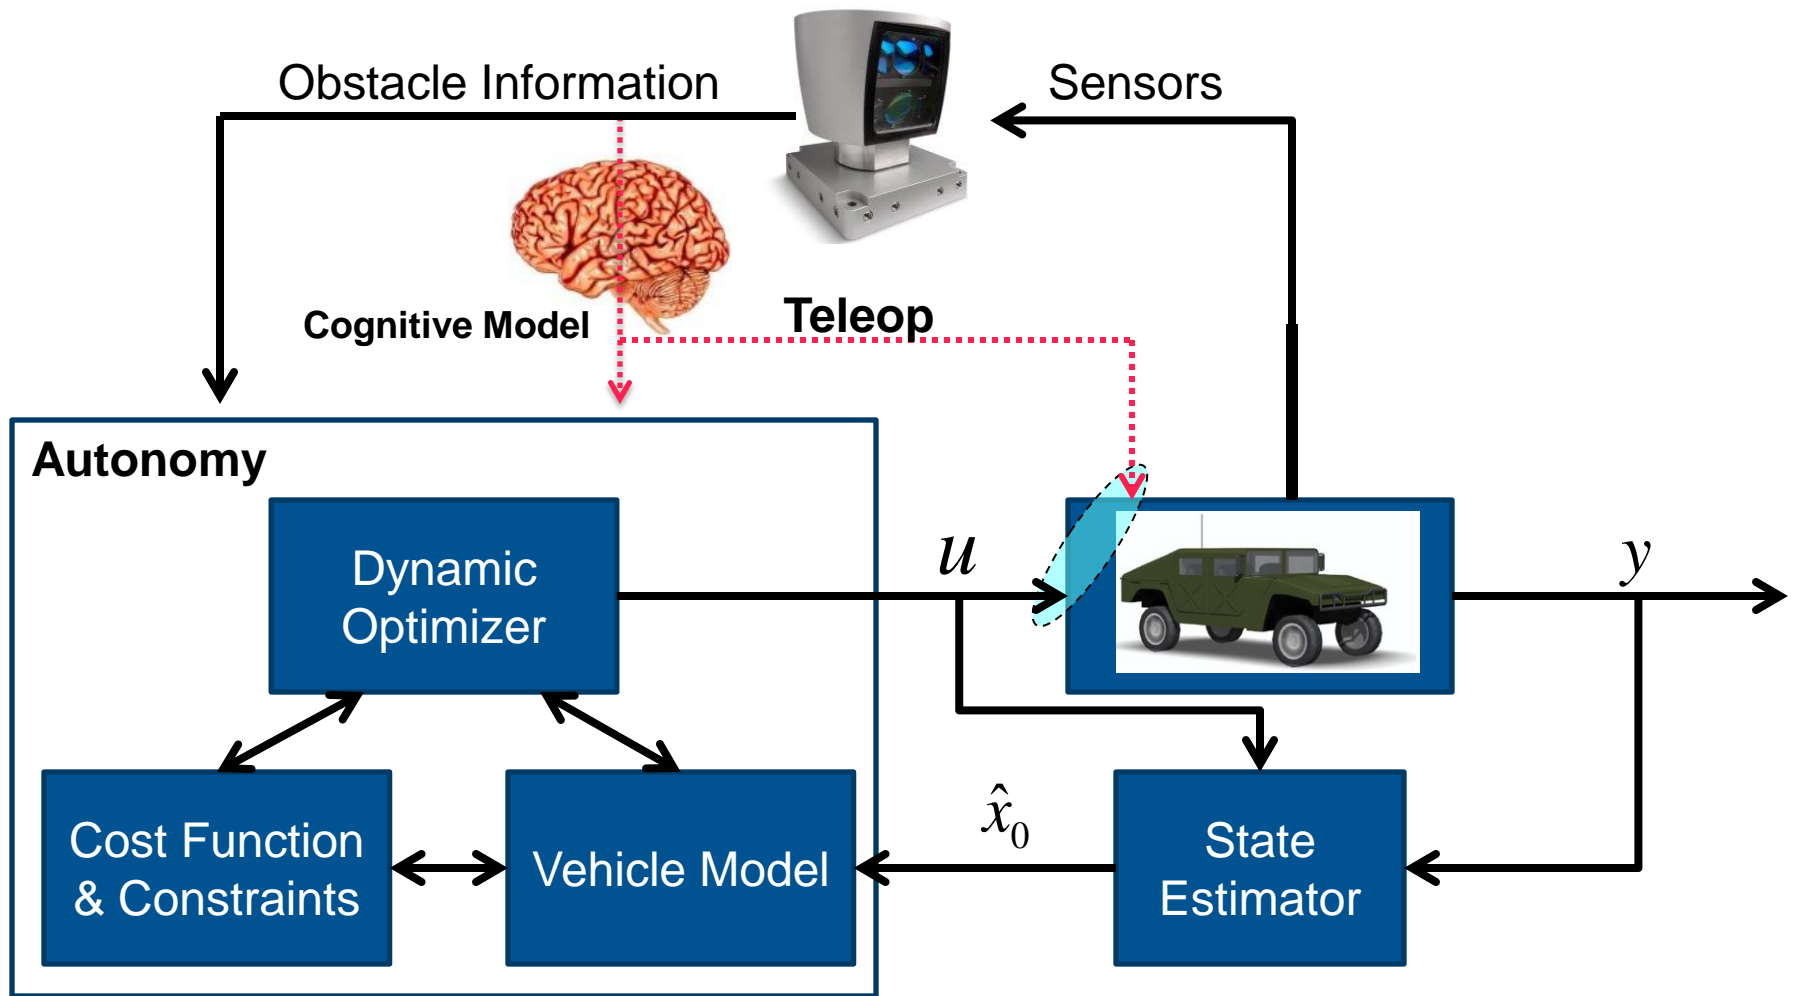 Obstacle Information
Sensors
Cognitive Model
Teleop
Autonomy
Dynamic
Optimizer
u
y
Cost Function
& Constraints
Vehicle Model
x̂₀
State
Estimator